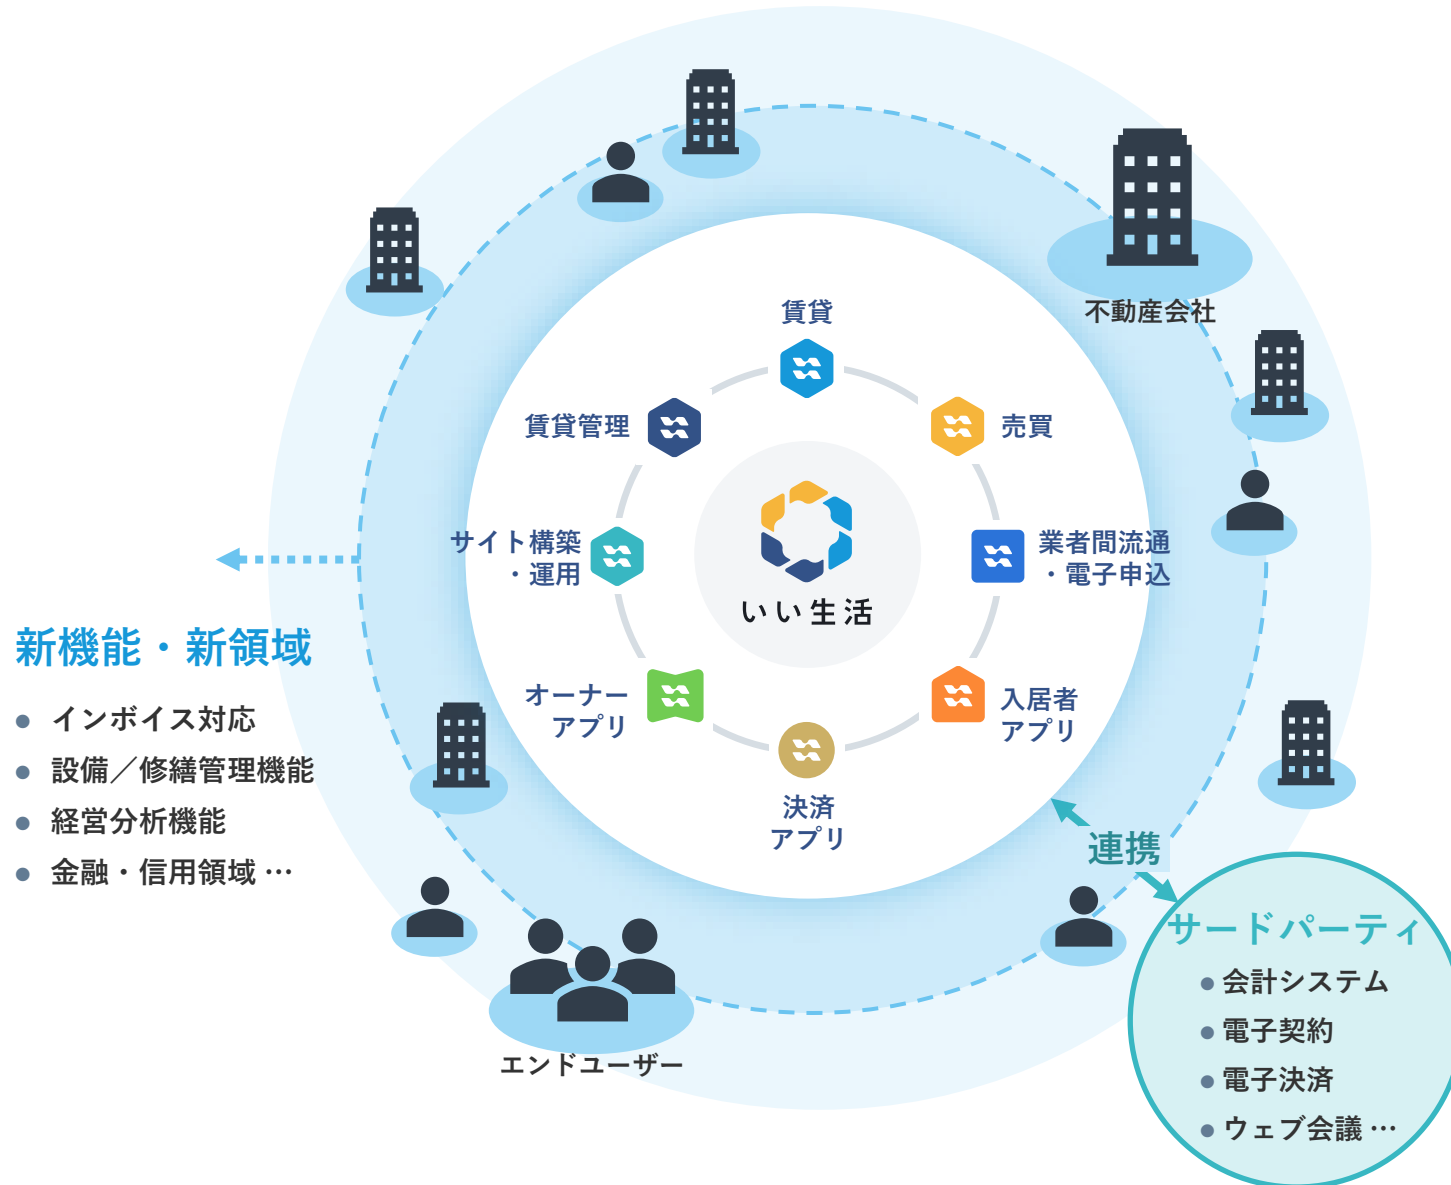 不動産会社
賃貸
賃貸管理
売買
サイト構築
・運用
業者間流通
・電子申込
いい生活
オーナー
アプリ
入居者
アプリ
決済
アプリ
新機能・新領域
インボイス対応
設備／修繕管理機能
経営分析機能
金融・信用領域 …
連携
サードパーティ
会計システム
電子契約
電子決済
ウェブ会議 …
エンドユーザー